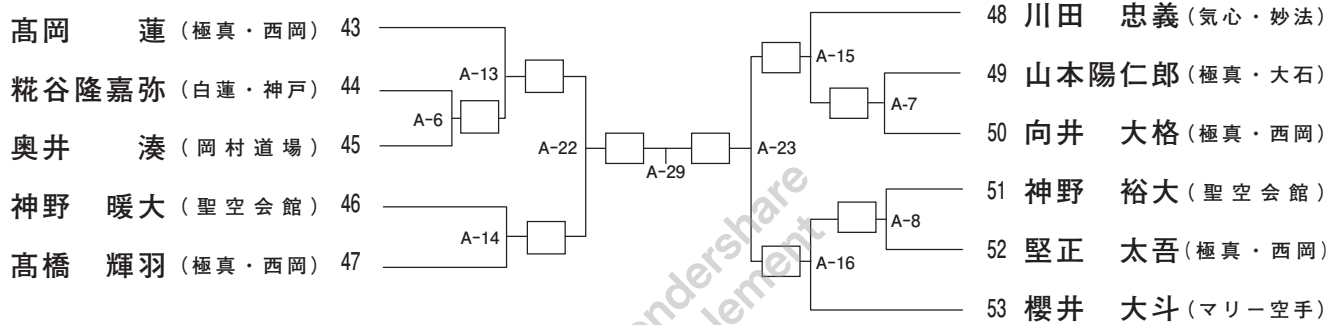 髙岡 蓮 (極真・西岡) 43
糀谷隆嘉弥 (白蓮・神戸) 44
奥井 湊 (岡村道場) 45
神野 暖大 (聖空会館) 46
髙橋 輝羽 (極真・西岡) 47
A-13
A-6
A-22
A-14
A-29
A-23
A-15
A-7
A-8
A-16
48 川田 忠義 (気心・妙法)
49 山本陽仁郎 (極真・大石)
50 向井 大格 (極真・西岡)
51 神野 裕大 (聖空会館)
52 堅正 太吾 (極真・西岡)
53 櫻井 大斗 (マリー空手)
ndershare
lement